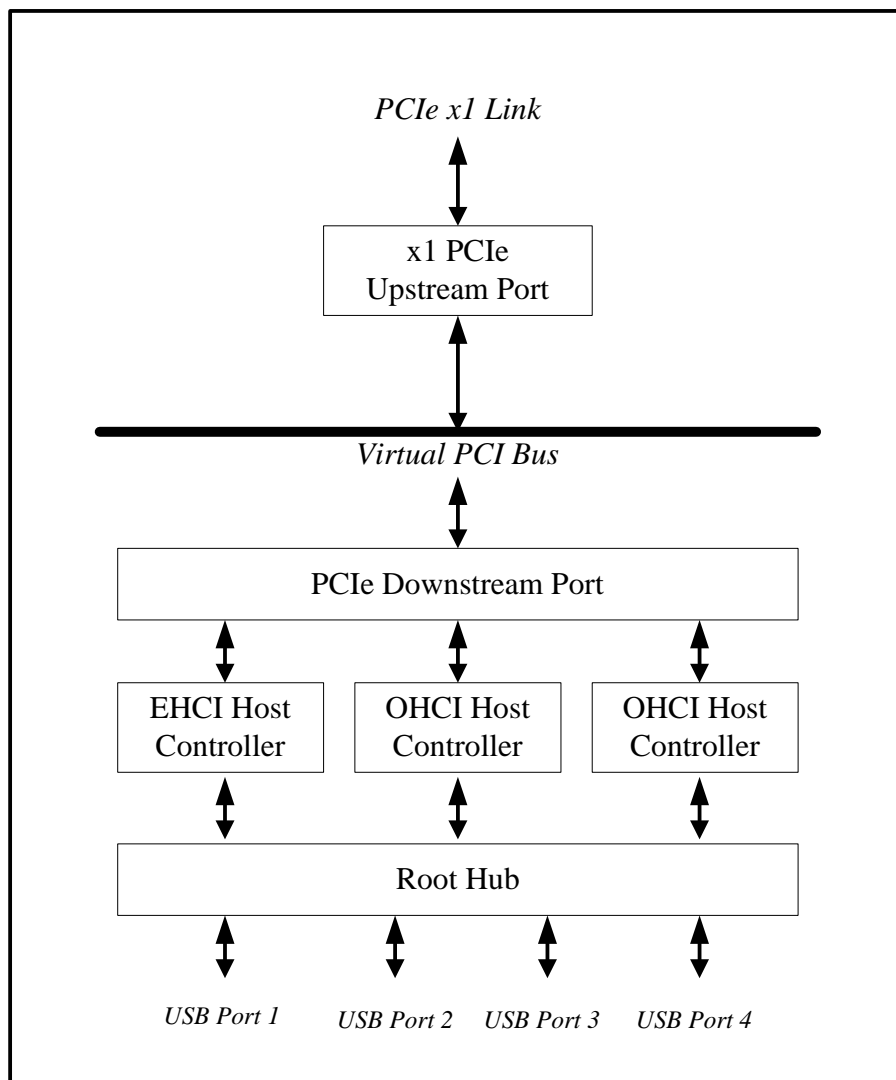 PCIe x1 Link
x1 PCIe
Upstream Port
Virtual PCI Bus
PCIe Downstream Port
EHCI Host
Controller
OHCI Host
Controller
OHCI Host
Controller
Root Hub
USB Port 1
USB Port 2
USB Port 3
USB Port 4